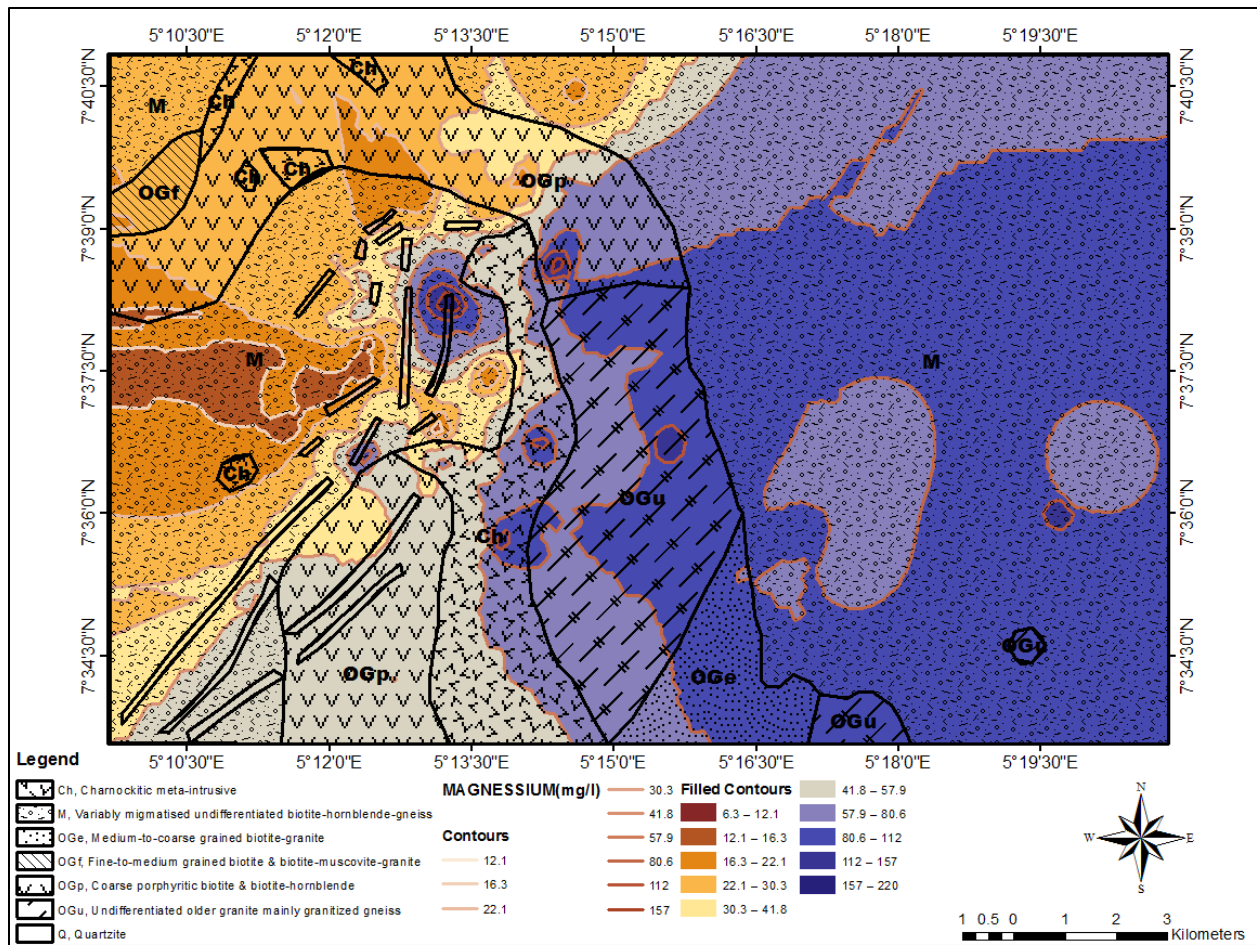 5°10'30"E 5°12'0"E 5°13'30"E 5°15'0"E 5°16'30"E 5°18'0"E 5°19'30"E
7°40'30"N 7°40'30"N
Ch
M Ch
Ch Ch
OGf OGp
7°39'0"N 7°39'0"N
M M
7°37'30"N 7°37'30"N
Ch
OGu
7°36'0"N 7°36'0"N
Ch
OGu
7°34'30"N 7°34'30"N
OGp OGe
OGu
5°10'30"E 5°12'0"E 5°13'30"E 5°15'0"E 5°16'30"E 5°18'0"E 5°19'30"E
Legend
Ch, Charnockitic meta-intrusive
M, Variably migmatised undifferentiated biotite-hornblende-gneiss
OGe, Medium-to-coarse grained biotite-granite
OGf, Fine-to-medium grained biotite & biotite-muscovite-granite
OGp, Coarse porphyritic biotite & biotite-hornblende
OGu, Undifferentiated older granite mainly granitized gneiss
Q, Quartzite
MAGNESSIUM(mg/l)
Contours
12.1
16.3
22.1
30.3
41.8
57.9
80.6
112
157
Filled Contours
6.3 – 12.1
12.1 – 16.3
16.3 – 22.1
22.1 – 30.3
30.3 – 41.8
41.8 – 57.9
57.9 – 80.6
80.6 – 112
112 – 157
157 – 220
N
W E
S
1 0.5 0 1 2 3
Kilometers